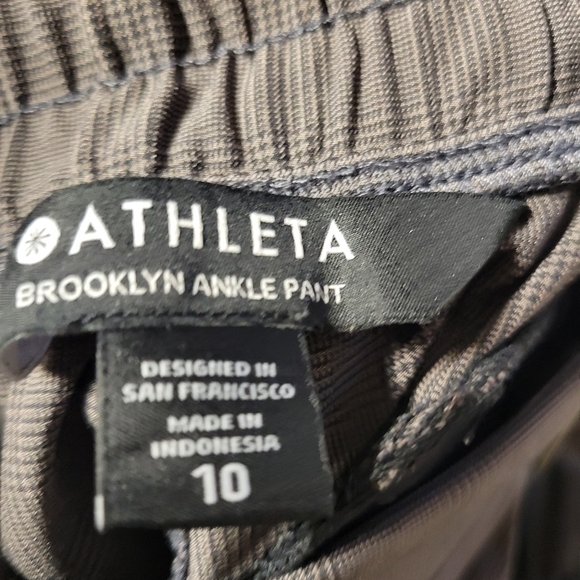 ATHLETA
BROOKLYN ANKLE PANT
DESIGNED IN
SAN FRANCISCO
MADE IN
INDONESIA
10